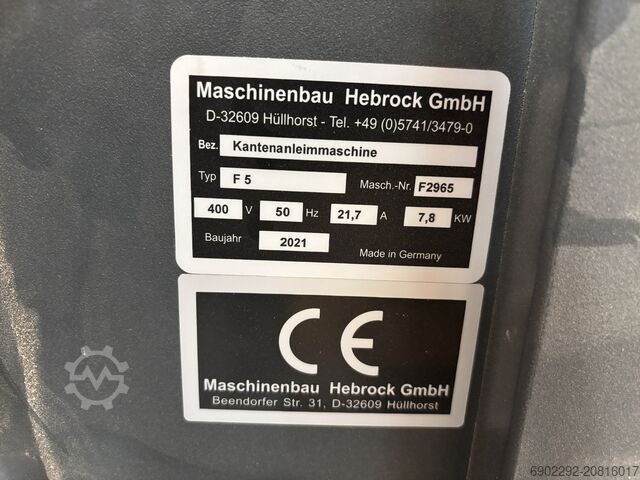 Maschinenbau Hebrock GmbH
D-32609 Hüllhorst - Tel. +49 (0)5741/3479-0
Bez. Kantenanleimmaschine
Typ F 5 Masch.-Nr. F2965
400 V 50 Hz 21,7 A 7,8 KW
Baujahr 2021 Made in Germany
CE
Maschinenbau Hebrock GmbH
Beendorfer Str. 31, D-32609 Hüllhorst
6902292-20816017